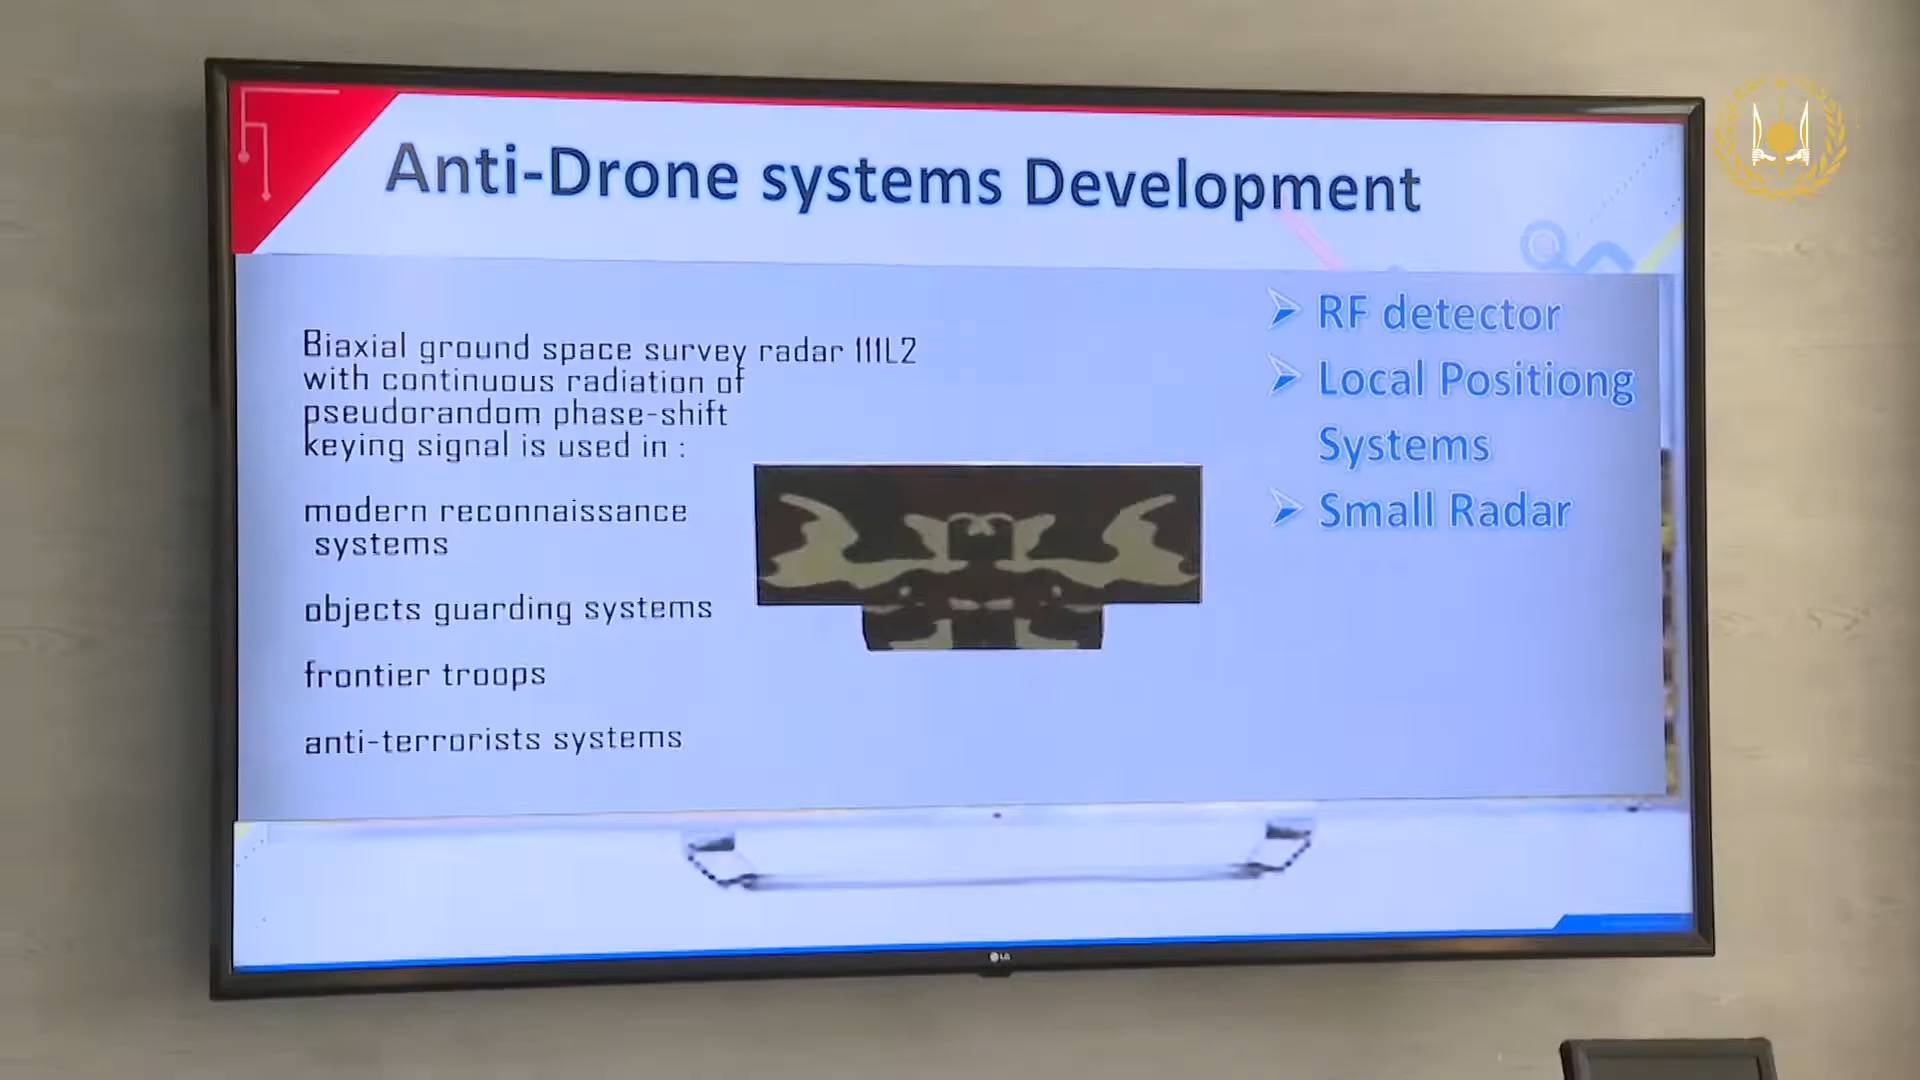 Anti-Drone systems Development
Biaxial ground space survey radar 111L2
with continuous radiation of
pseudorandom phase-shift
keying signal is used in :
modern reconnaissance
systems
objects guarding systems
frontier troops
anti-terrorists systems
RF detector
Local Positiong
Systems
Small Radar
LG